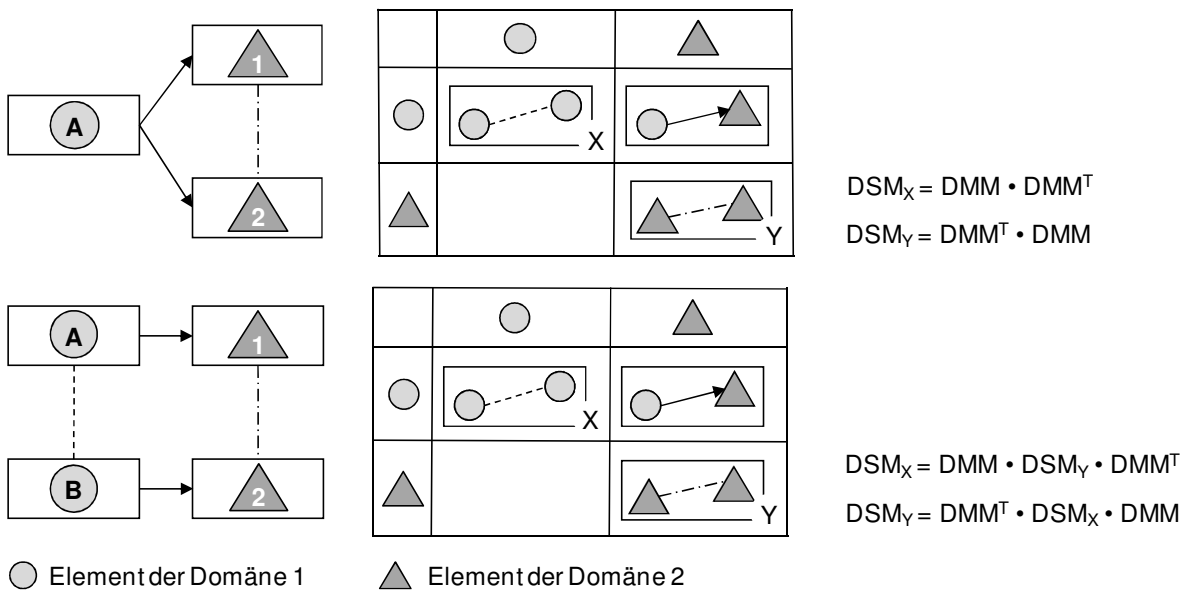 1
A
2
X
Y
DSM_X = DMM • DMM^T
DSM_Y = DMM^T • DMM
A
1
B
2
X
Y
DSM_X = DMM • DSM_Y • DMM^T
DSM_Y = DMM^T • DSM_X • DMM
Element der Domäne 1
Element der Domäne 2